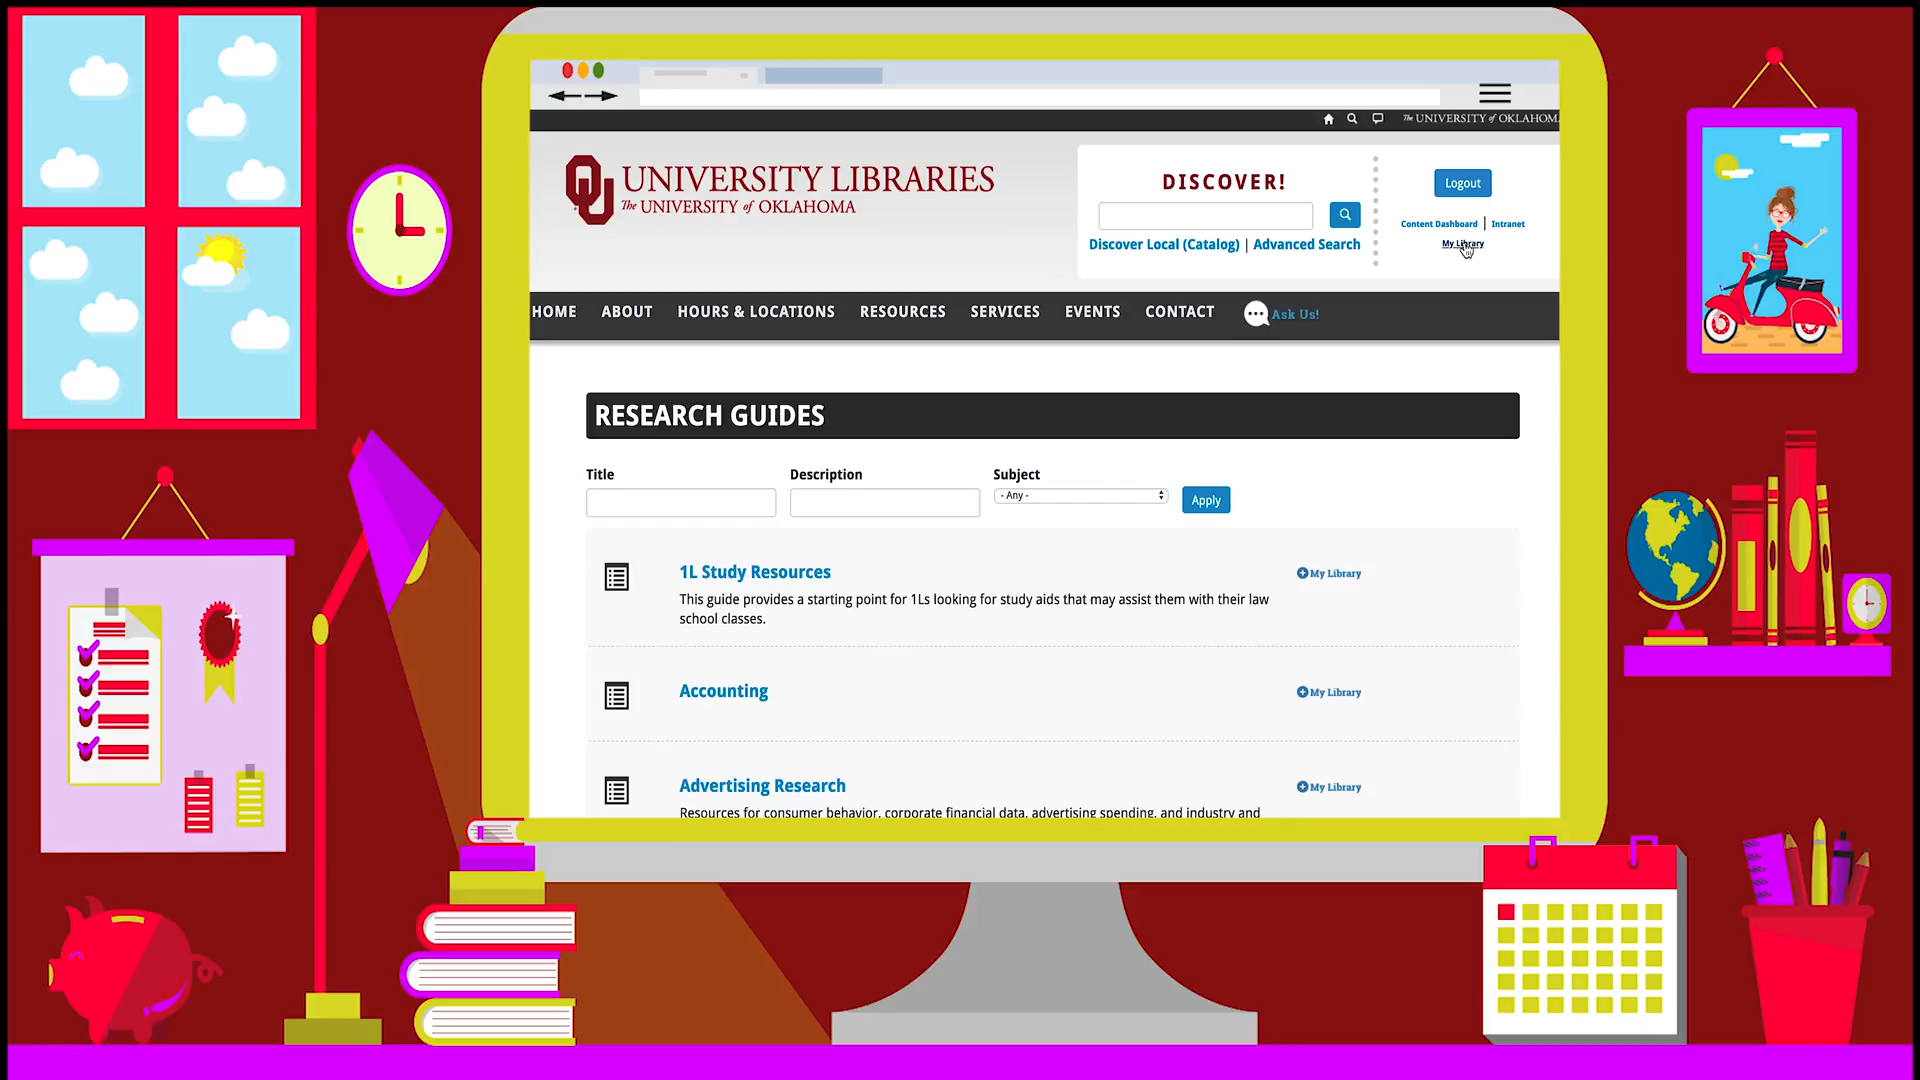 The UNIVERSITY of OKLAHOMA
UNIVERSITY LIBRARIES
The UNIVERSITY of OKLAHOMA
DISCOVER!
Discover Local (Catalog) | Advanced Search
Logout
Content Dashboard | Intranet
My Library
HOME ABOUT HOURS & LOCATIONS RESOURCES SERVICES EVENTS CONTACT Ask Us!
RESEARCH GUIDES
Title Description Subject
- Any -
Apply
1L Study Resources
My Library
This guide provides a starting point for 1Ls looking for study aids that may assist them with their law
school classes.
Accounting
My Library
Advertising Research
My Library
Resources for consumer behavior, corporate financial data, advertising spending, and industry and